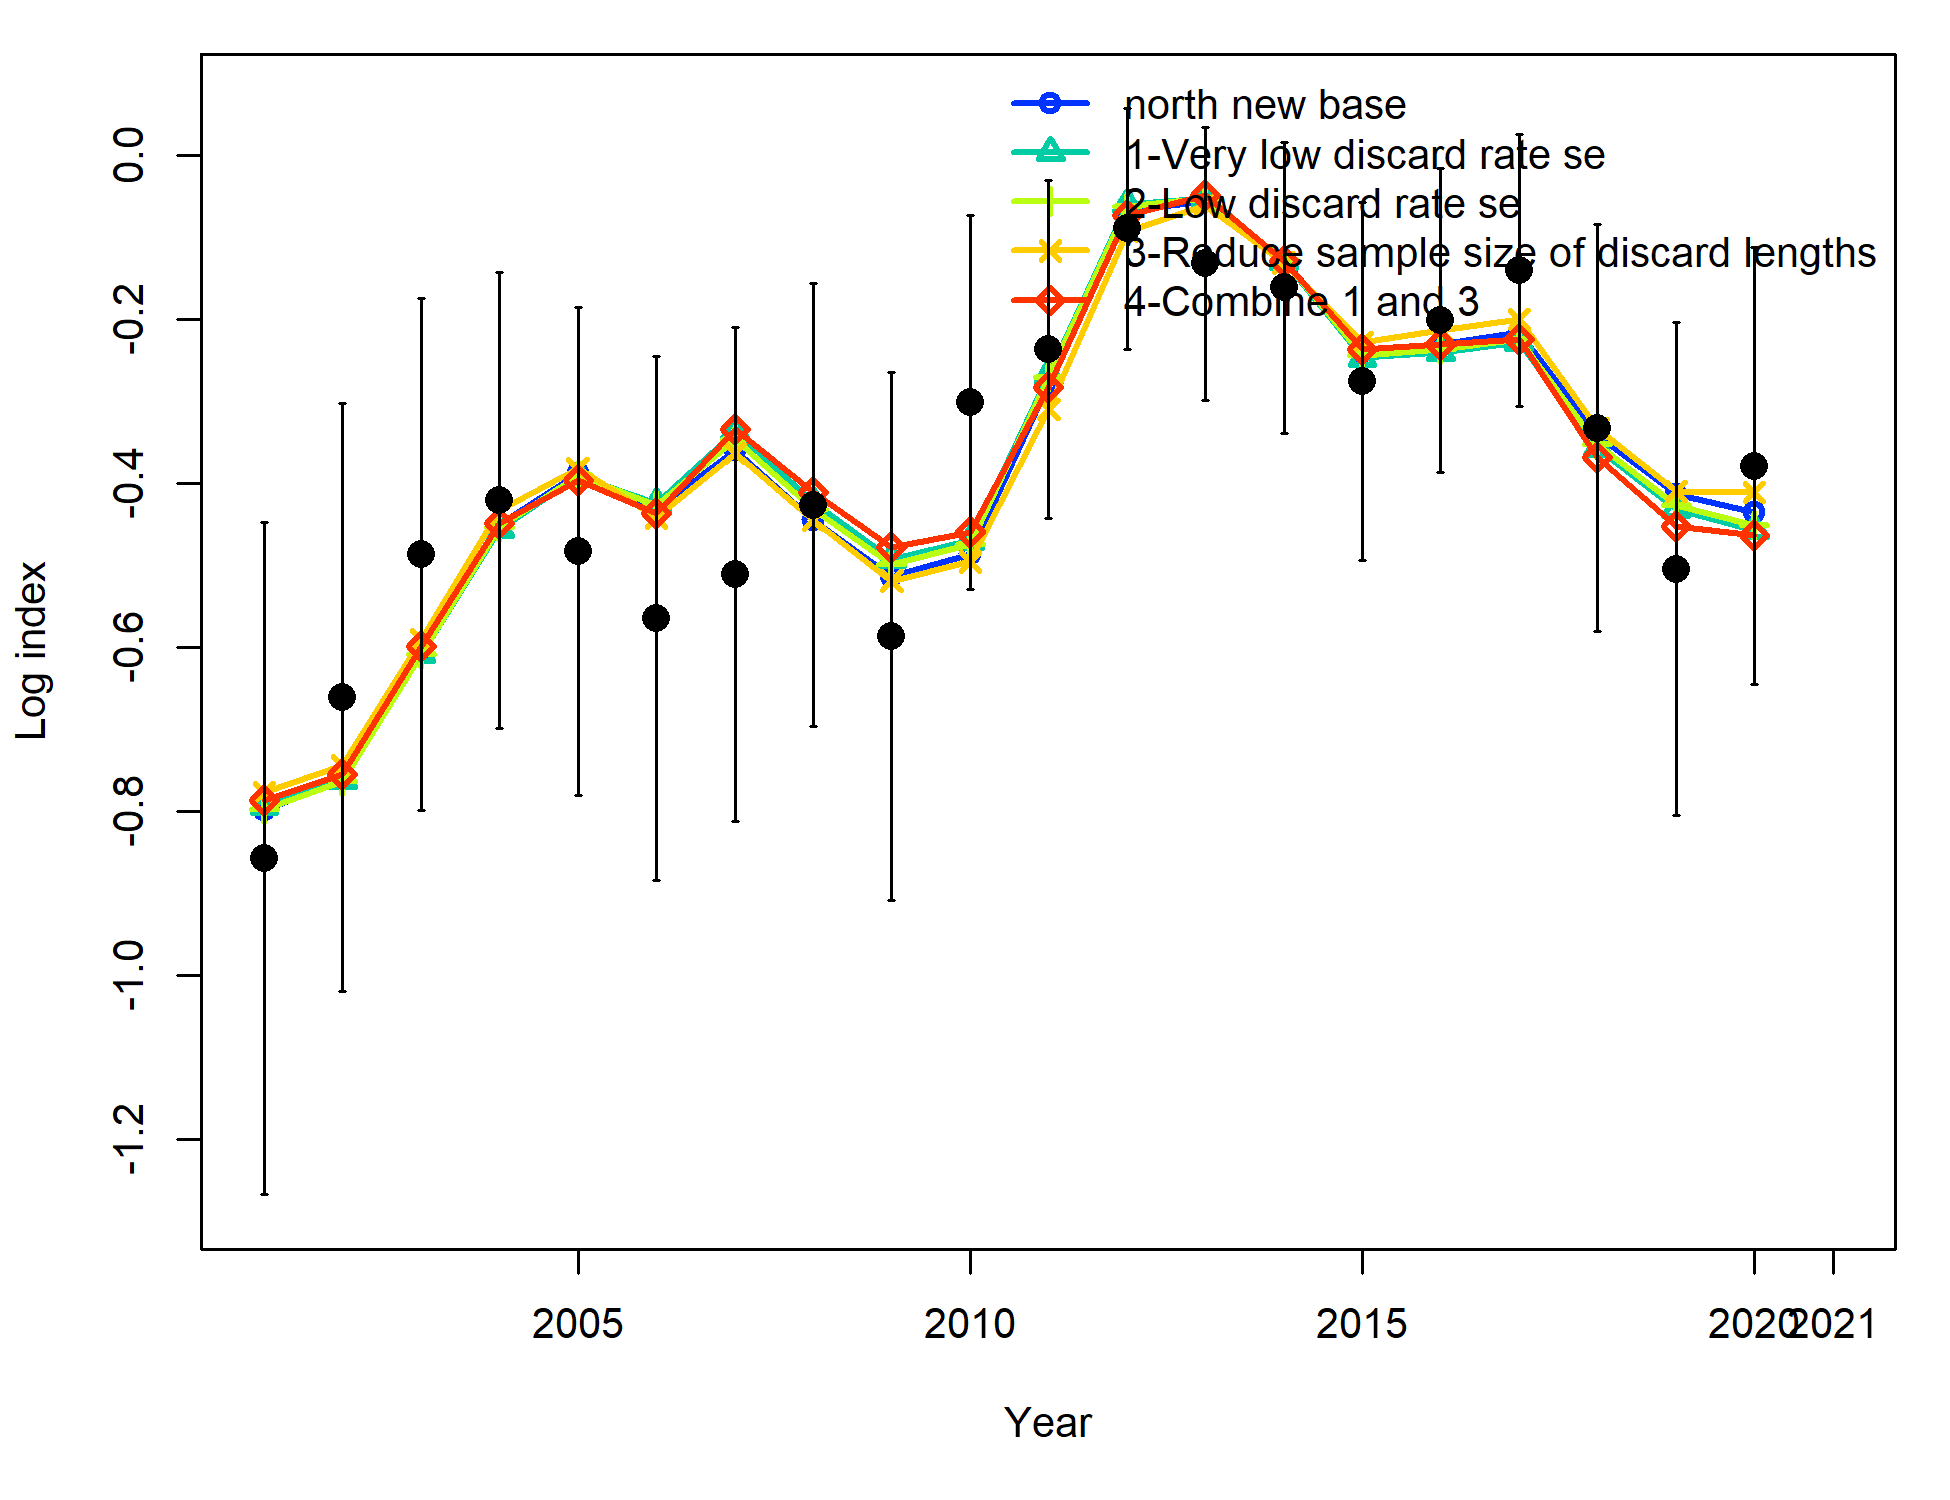 north new base
1-Very low discard rate se
2-Low discard rate se
3-Reduce sample size of discard lengths
4-Combine 1 and 3
0.0
-0.2
-0.4
-0.6
-0.8
-1.0
-1.2
Log index
2005 2010 2015 2020 2021
Year